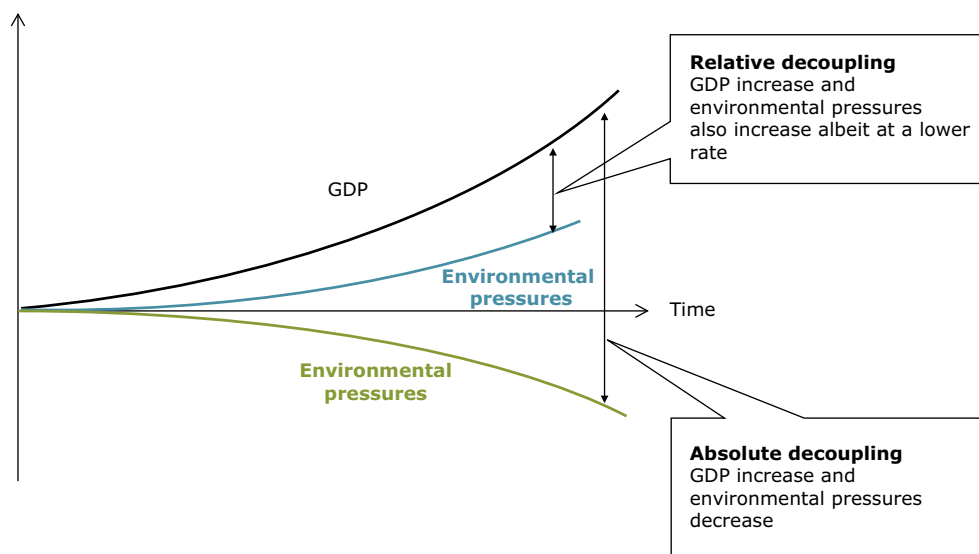 Relative decoupling
GDP increase and
environmental pressures
also increase albeit at a lower
rate
GDP
Environmental
pressures
Time
Environmental
pressures
Absolute decoupling
GDP increase and
environmental pressures
decrease